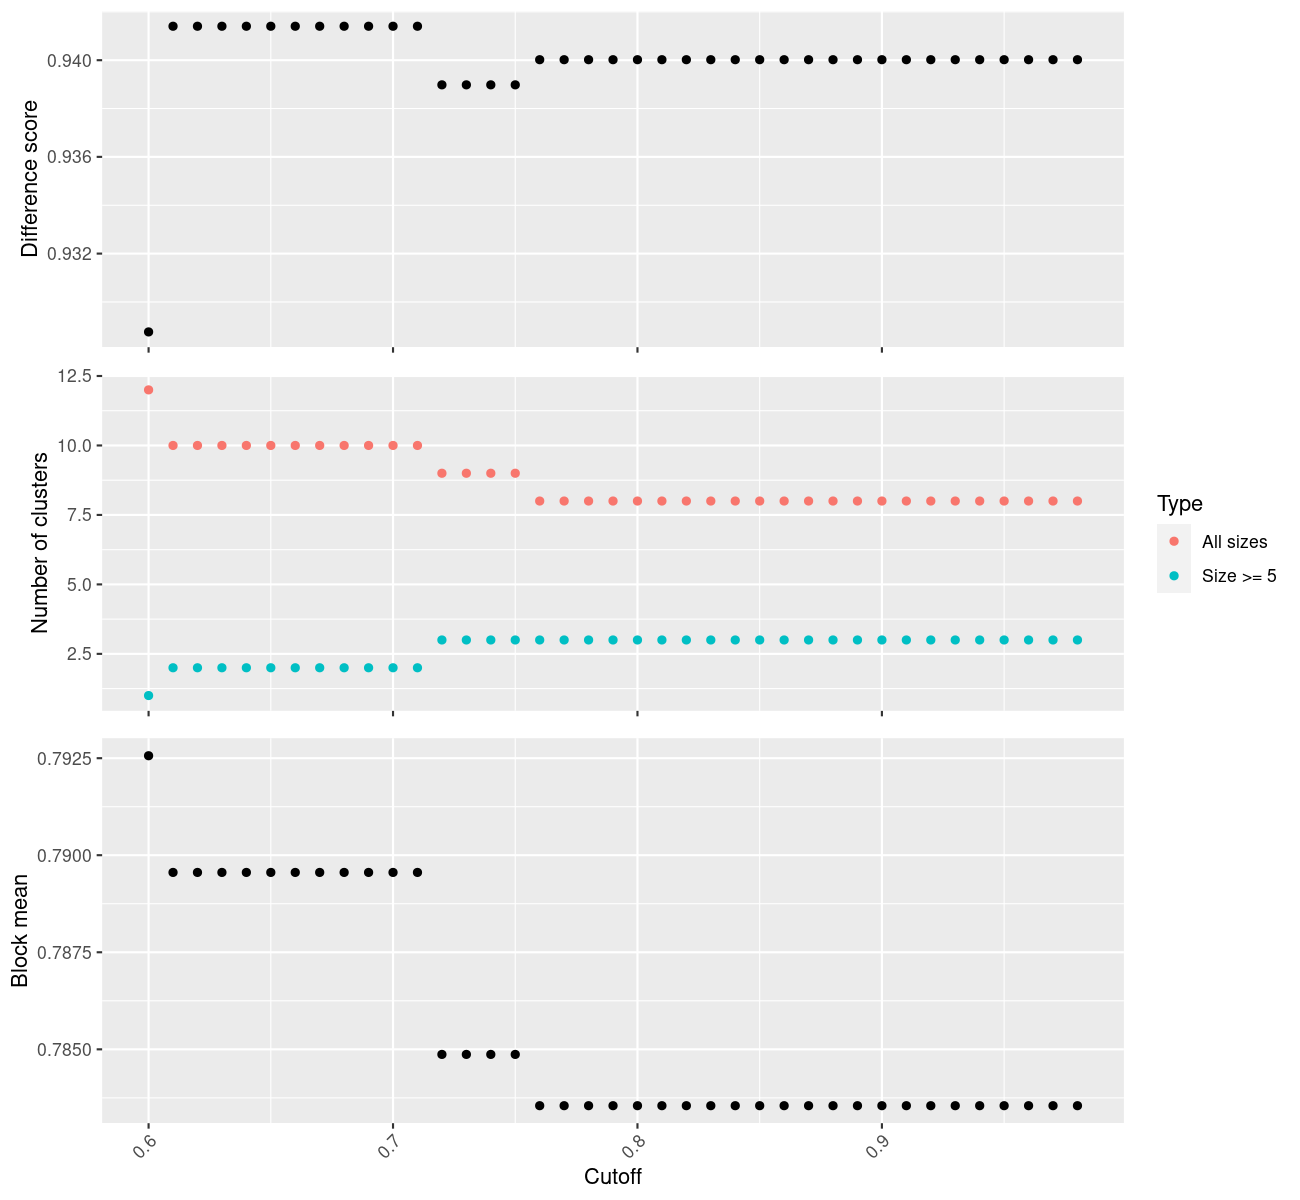 Difference score
0.940
0.936
0.932
Number of clusters
12.5
10.0
7.5
5.0
2.5
Type
All sizes
Size >= 5
Block mean
0.7925
0.7900
0.7875
0.7850
0.6
0.7
0.8
0.9
Cutoff